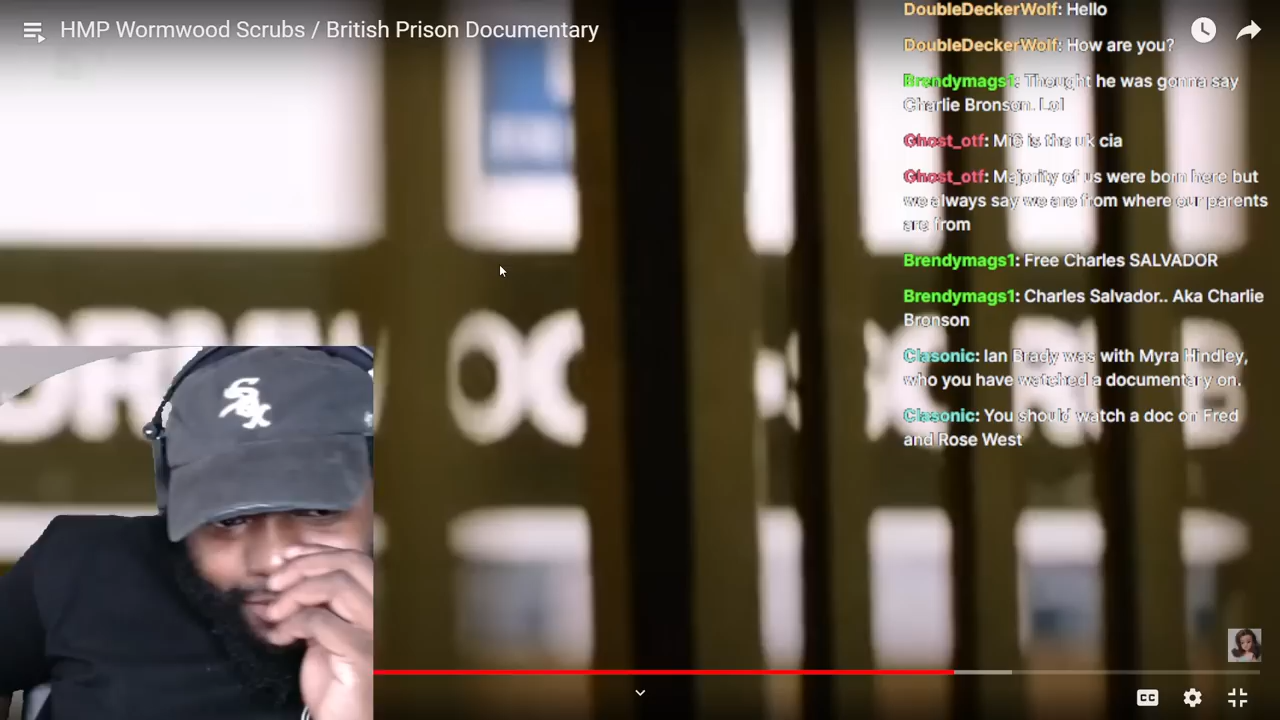 HMP Wormwood Scrubs / British Prison Documentary
DoubleDeckerWolf: Hello
DoubleDeckerWolf: How are you?
Brendymags1: Thought he was gonna say
Charlie Bronson. Lol
Ghost_otf: Mi6 is the uk cia
Ghost_otf: Majority of us were born here but
we always say we are from where our parents
are from
Brendymags1: Free Charles SALVADOR
Brendymags1: Charles Salvador.. Aka Charlie
Bronson
Clasonic: Ian Brady was with Myra Hindley,
who you have watched a documentary on.
Clasonic: You should watch a doc on Fred
and Rose West
Sox
CC